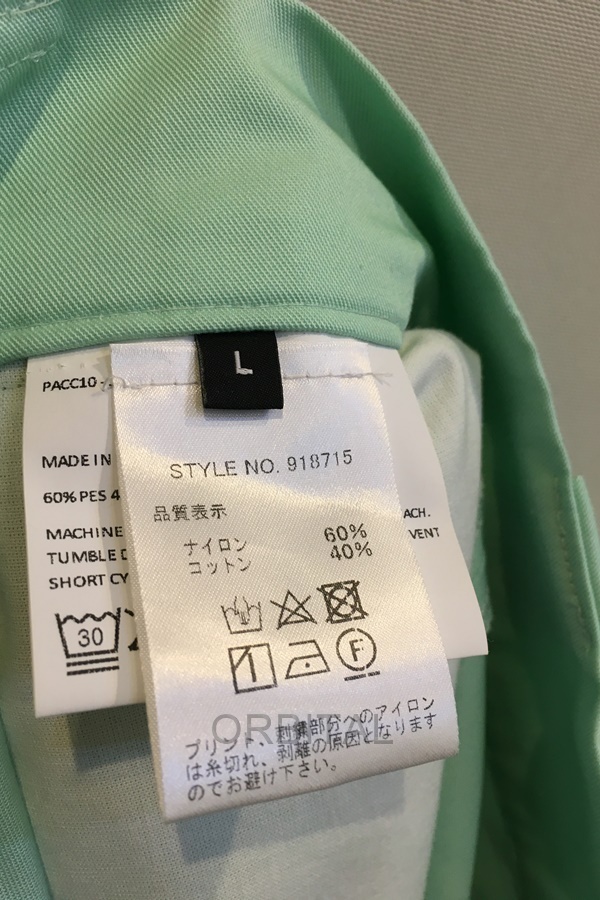 L
PACC10-
MADE IN
60% PES 4
MACHINE
TUMBLE D
SHORT CY
30
ACH.
VENT
STYLE NO. 918715
品質表示
ナイロン 60%
コットン 40%
F
ORBITAL
プリント、刺繍部分へのアイロン
は糸切れ、剥離の原因となります
のでお避け下さい。